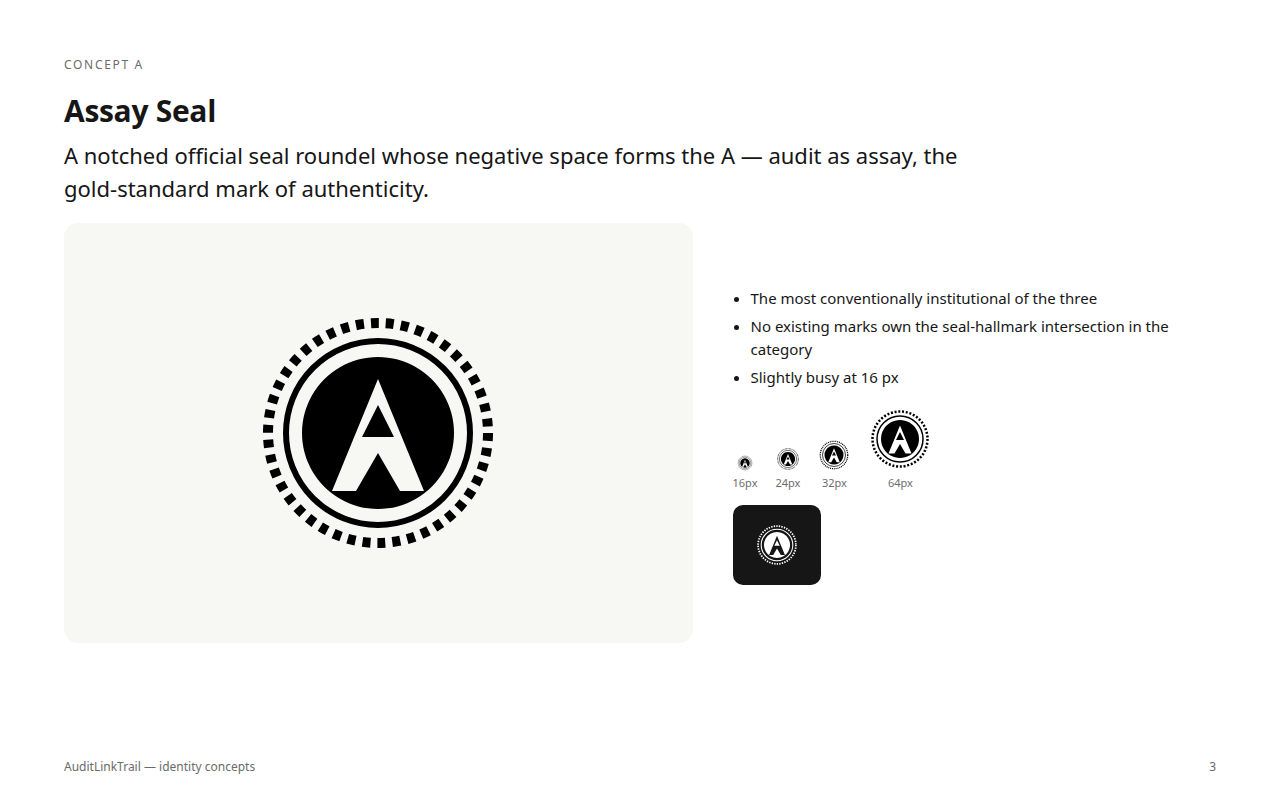 CONCEPT A
Assay Seal
A notched official seal roundel whose negative space forms the A — audit as assay, the
gold-standard mark of authenticity.
A
• The most conventionally institutional of the three
• No existing marks own the seal-hallmark intersection in the
category
• Slightly busy at 16 px
A A A A
16px 24px 32px 64px
A
AuditLinkTrail — identity concepts
3